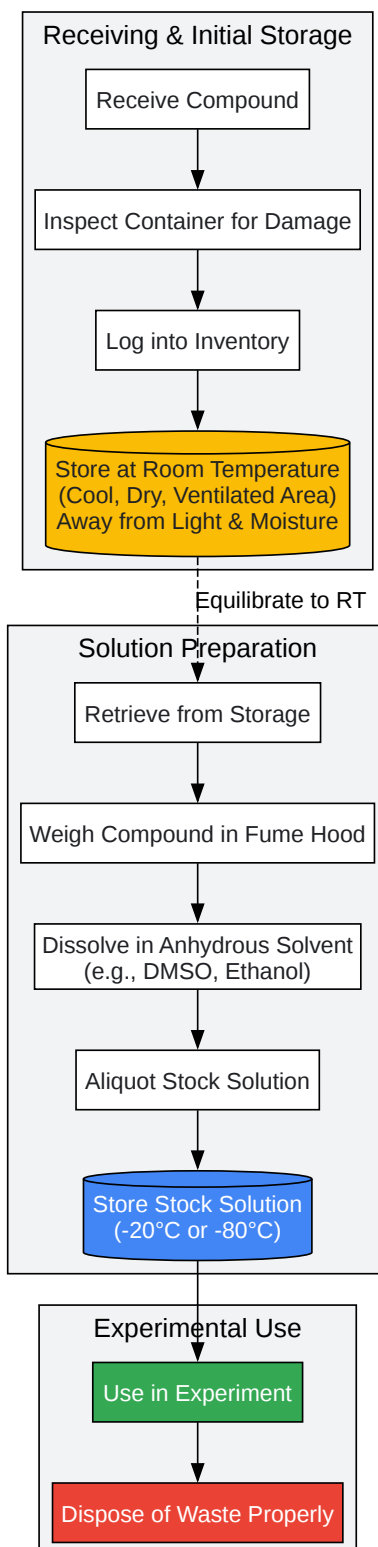 Receiving & Initial Storage
Receive Compound
Inspect Container for Damage
Log into Inventory
Store at Room Temperature
(Cool, Dry, Ventilated Area)
Away from Light & Moisture
Equilibrate to RT
Solution Preparation
Retrieve from Storage
Weigh Compound in Fume Hood
Dissolve in Anhydrous Solvent
(e.g., DMSO, Ethanol)
Aliquot Stock Solution
Store Stock Solution
(-20°C or -80°C)
Experimental Use
Use in Experiment
Dispose of Waste Properly